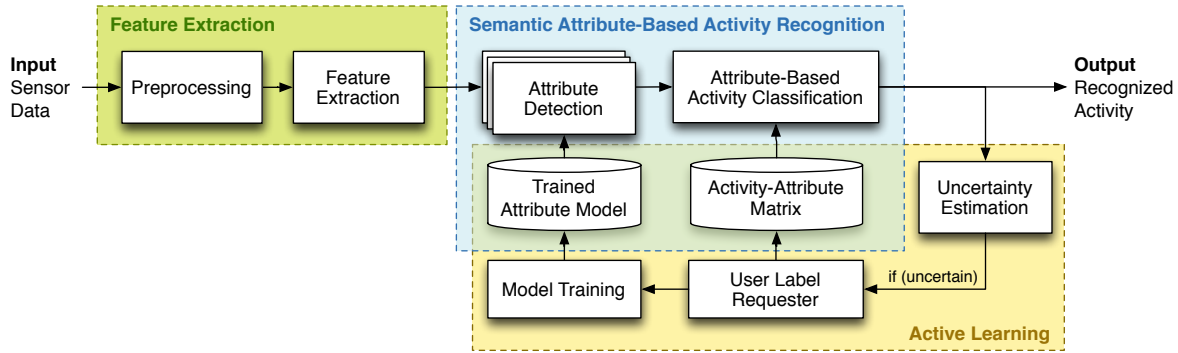 Feature Extraction
Semantic Attribute-Based Activity Recognition
Input
Sensor
Data
Preprocessing
Feature
Extraction
Attribute
Detection
Attribute-Based
Activity Classification
Output
Recognized
Activity
Trained
Attribute Model
Activity-Attribute
Matrix
Uncertainty
Estimation
Model Training
User Label
Requester
if (uncertain)
Active Learning